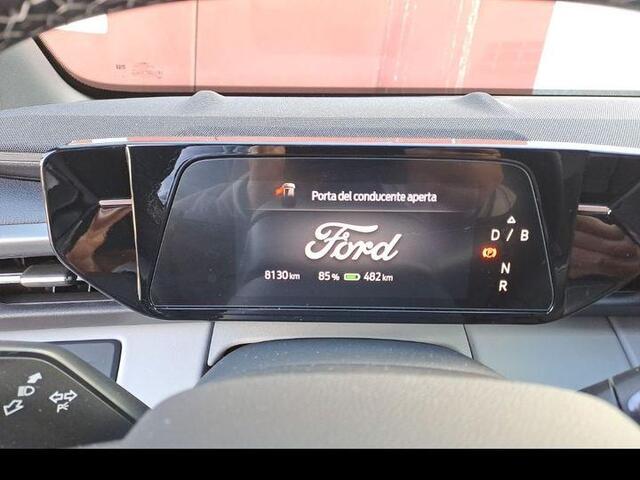 Porta del conducente aperta
Ford
D / B
N
R
8130 km 85 % 482 km